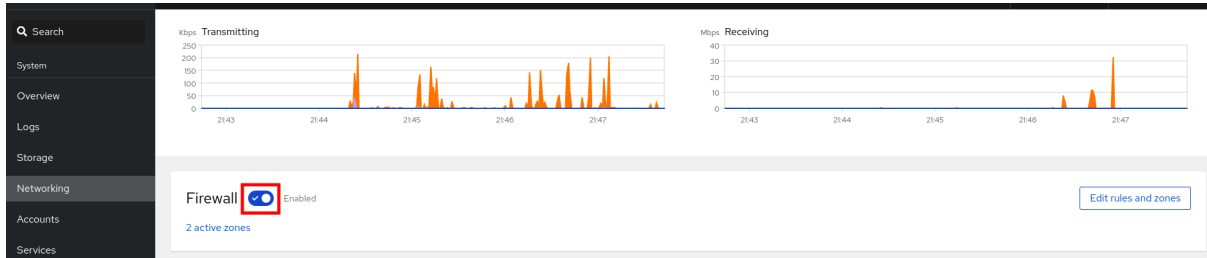 Search
System
Overview
Logs
Storage
Networking
Accounts
Services
Kbps Transmitting
250
200
150
100
50
0
21:43 21:44 21:45 21:46 21:47
Mbps Receiving
40
30
20
10
0
21:43 21:44 21:45 21:46 21:47
Firewall Enabled
Edit rules and zones
2 active zones